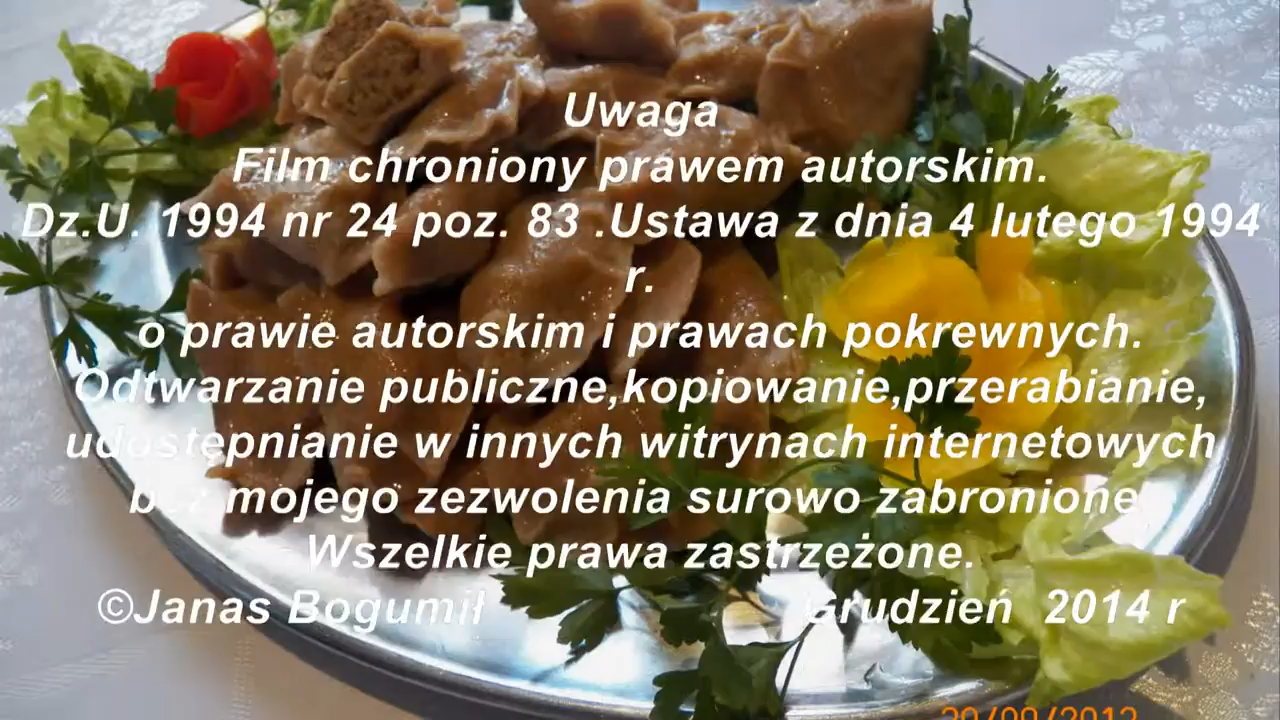 Uwaga
Film chroniony prawem autorskim.
Dz.U. 1994 nr 24 poz. 83 .Ustawa z dnia 4 lutego 1994
r.
o prawie autorskim i prawach pokrewnych.
Odtwarzanie publiczne,kopiowanie,przerabianie,
udostępnianie w innych witrynach internetowych
bez mojego zezwolenia surowo zabronione.
Wszelkie prawa zastrzeżone.
©Janas Bogumił Grudzień 2014 r